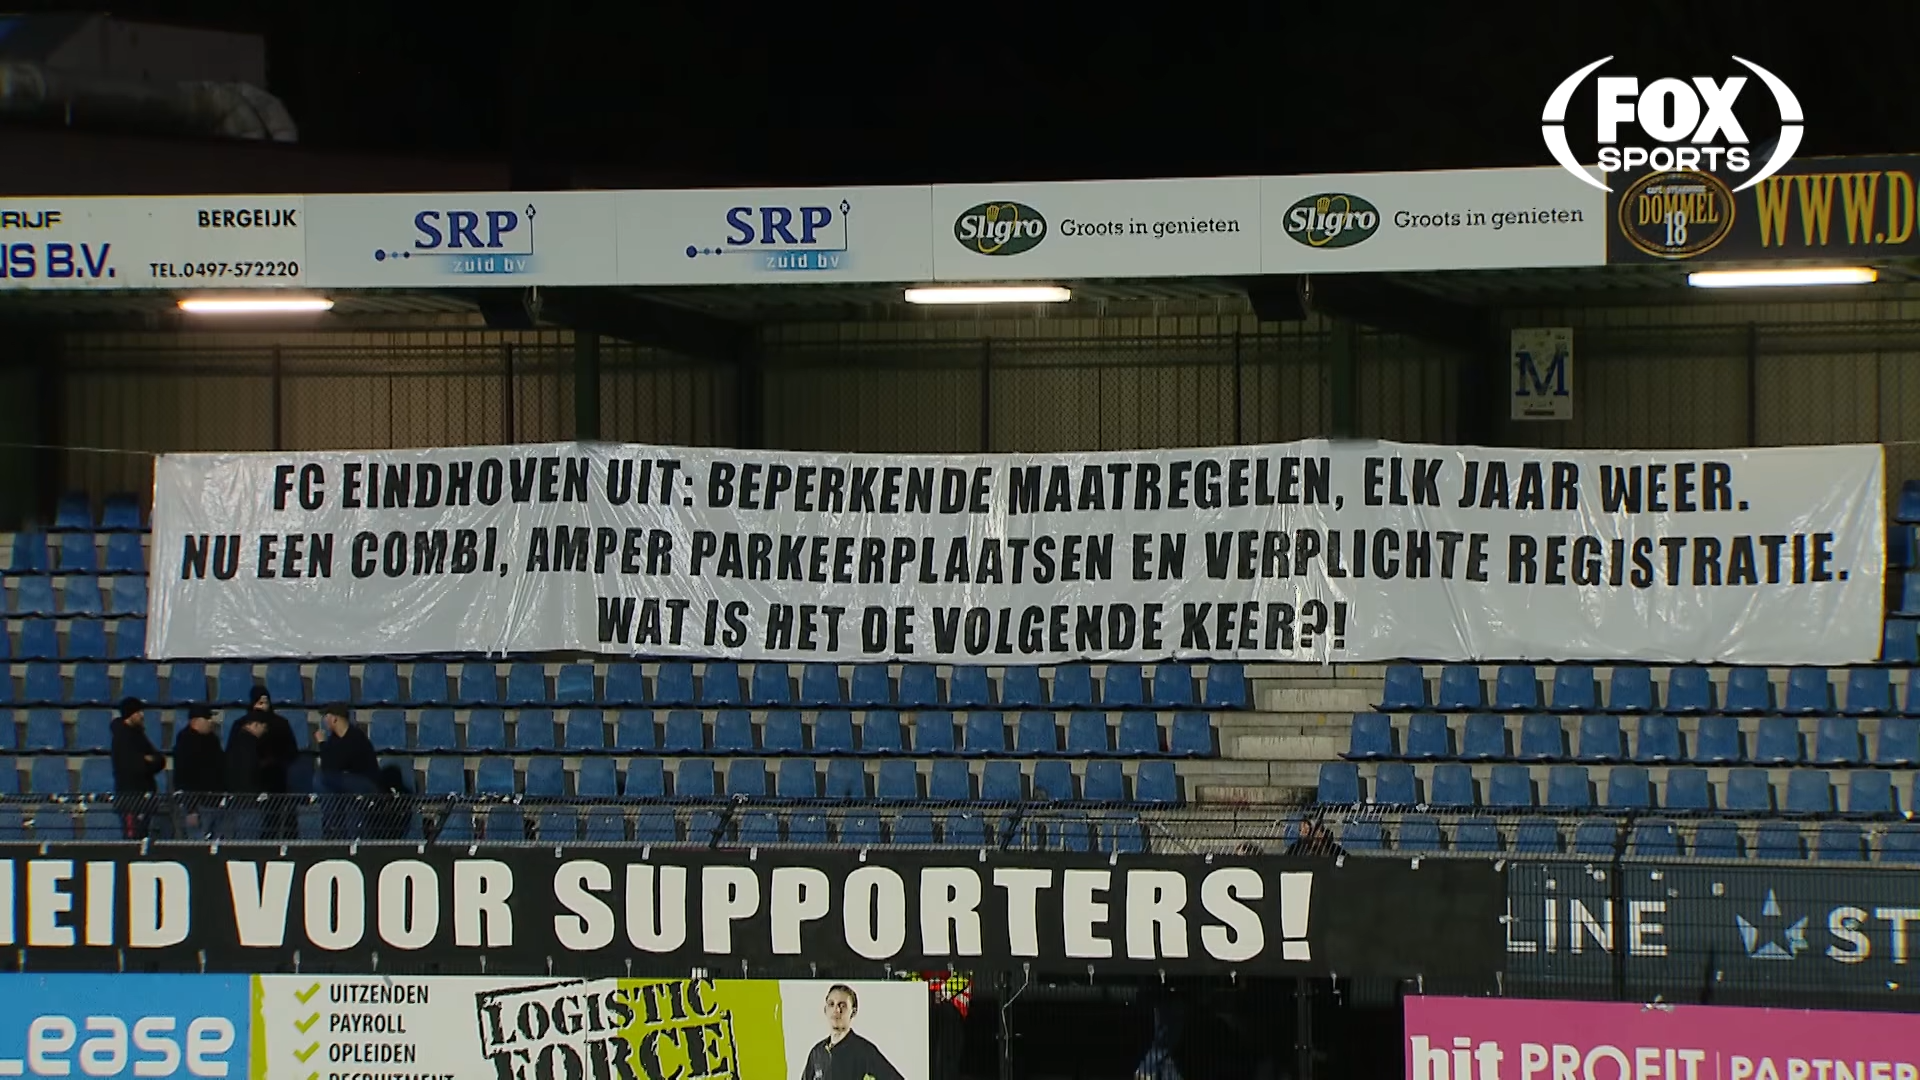 FOX
SPORTS
BERGEIJK
B.V.
TEL.0497-572220
SRP
zuid bv
SRP
zuid bv
Sligro Groots in genieten
Sligro Groots in genieten
DOMMEL
18
M
FC EINDHOVEN UIT: BEPERKENDE MAATREGELEN, ELK JAAR WEER.
NU EEN COMBI, AMPER PARKEERPLAATSEN EN VERPLICHTE REGISTRATIE.
WAT IS HET DE VOLGENDE KEER?!
HEID VOOR SUPPORTERS!
LINE
ST
Lease
UITZENDEN
PAYROLL
OPLEIDEN
RECRUITMENT
LOGISTIC
FORCE
hit PROFIT | PARTNER